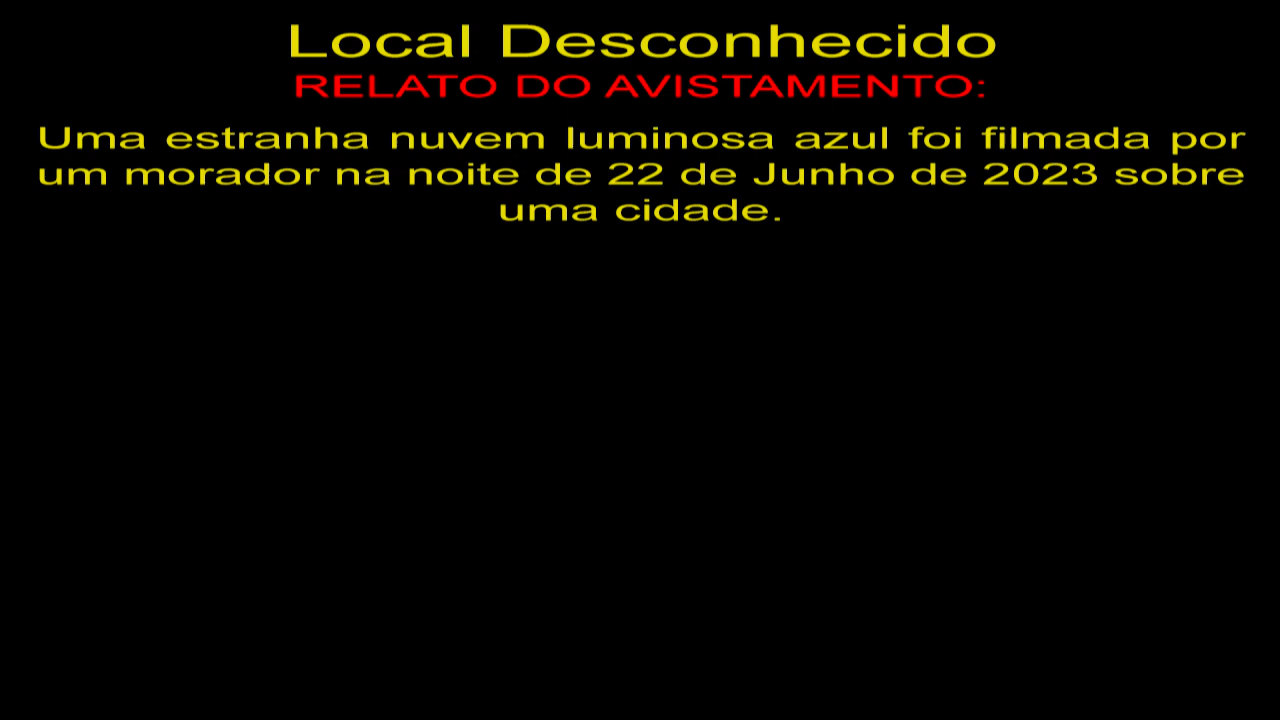 Local Desconhecido
RELATO DO AVISTAMENTO:
Uma estranha nuvem luminosa azul foi filmada por
um morador na noite de 22 de Junho de 2023 sobre
uma cidade.